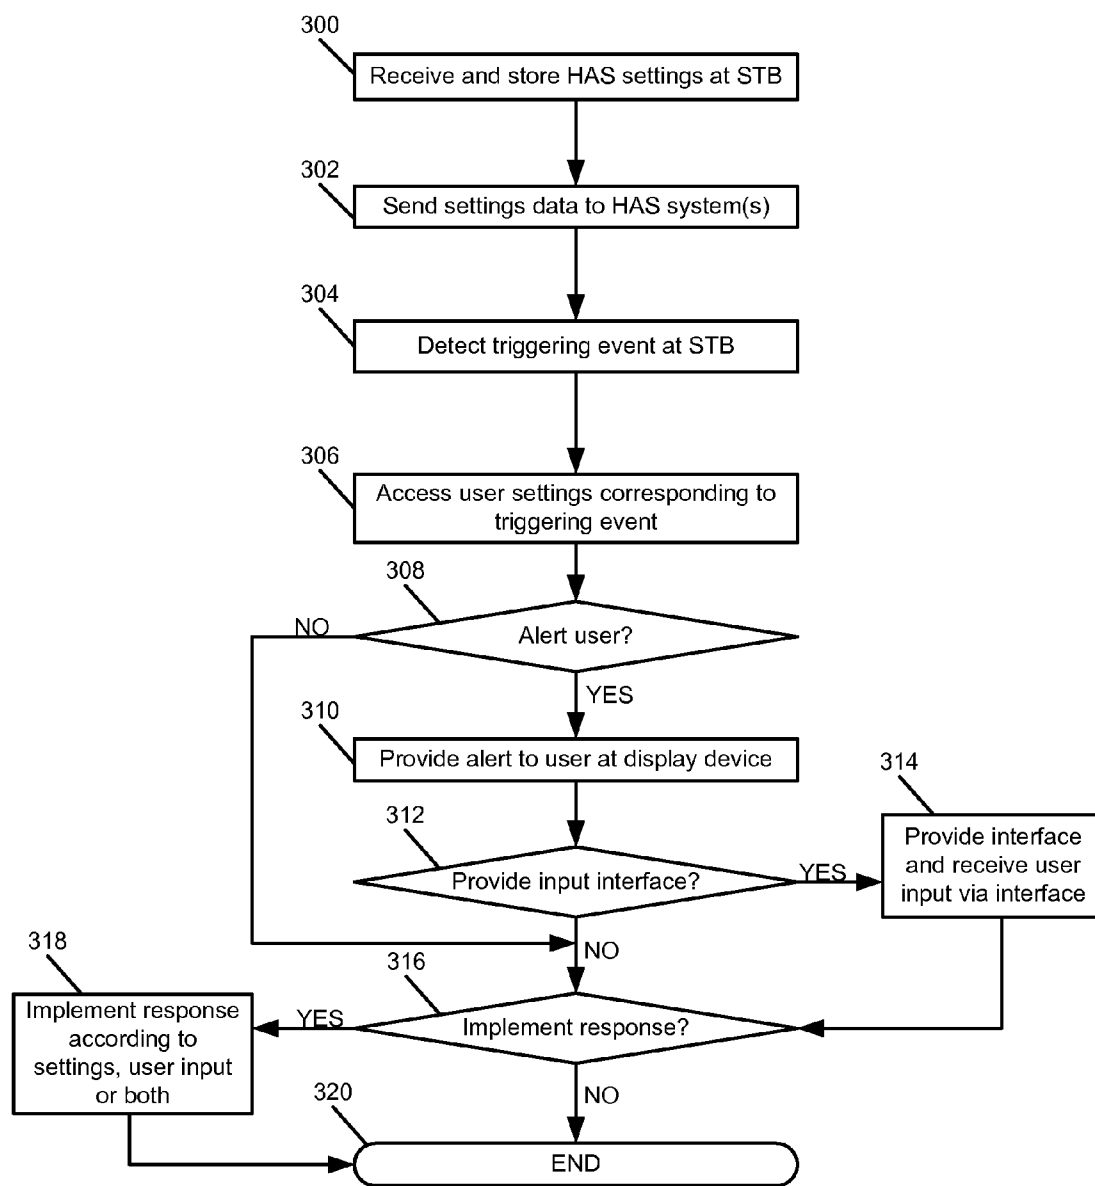 300
Receive and store HAS settings at STB
302
Send settings data to HAS system(s)
304
Detect triggering event at STB
306
Access user settings corresponding to
triggering event
308
Alert user?
NO
YES
310
Provide alert to user at display device
312
Provide input interface?
YES
314
Provide interface
and receive user
input via interface
NO
316
Implement response?
YES
318
Implement response
according to
settings, user input
or both
NO
320
END